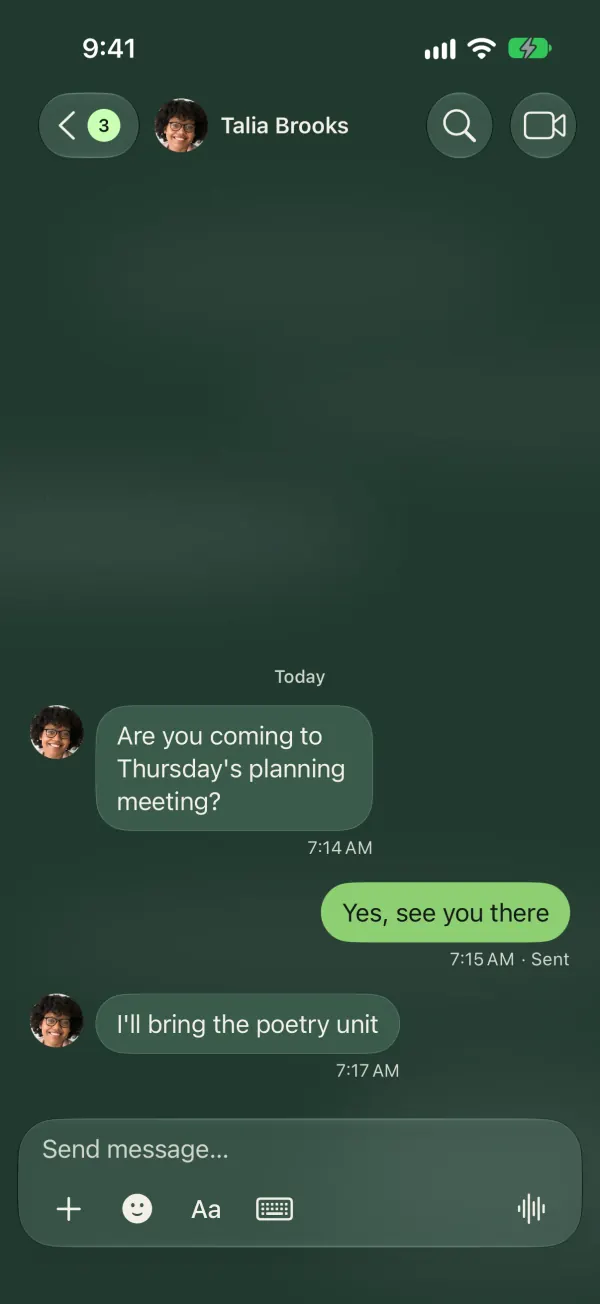 9:41
3
Talia Brooks
Today
Are you coming to
Thursday's planning
meeting?
7:14 AM
Yes, see you there
7:15 AM · Sent
I'll bring the poetry unit
7:17 AM
Send message...
Aa